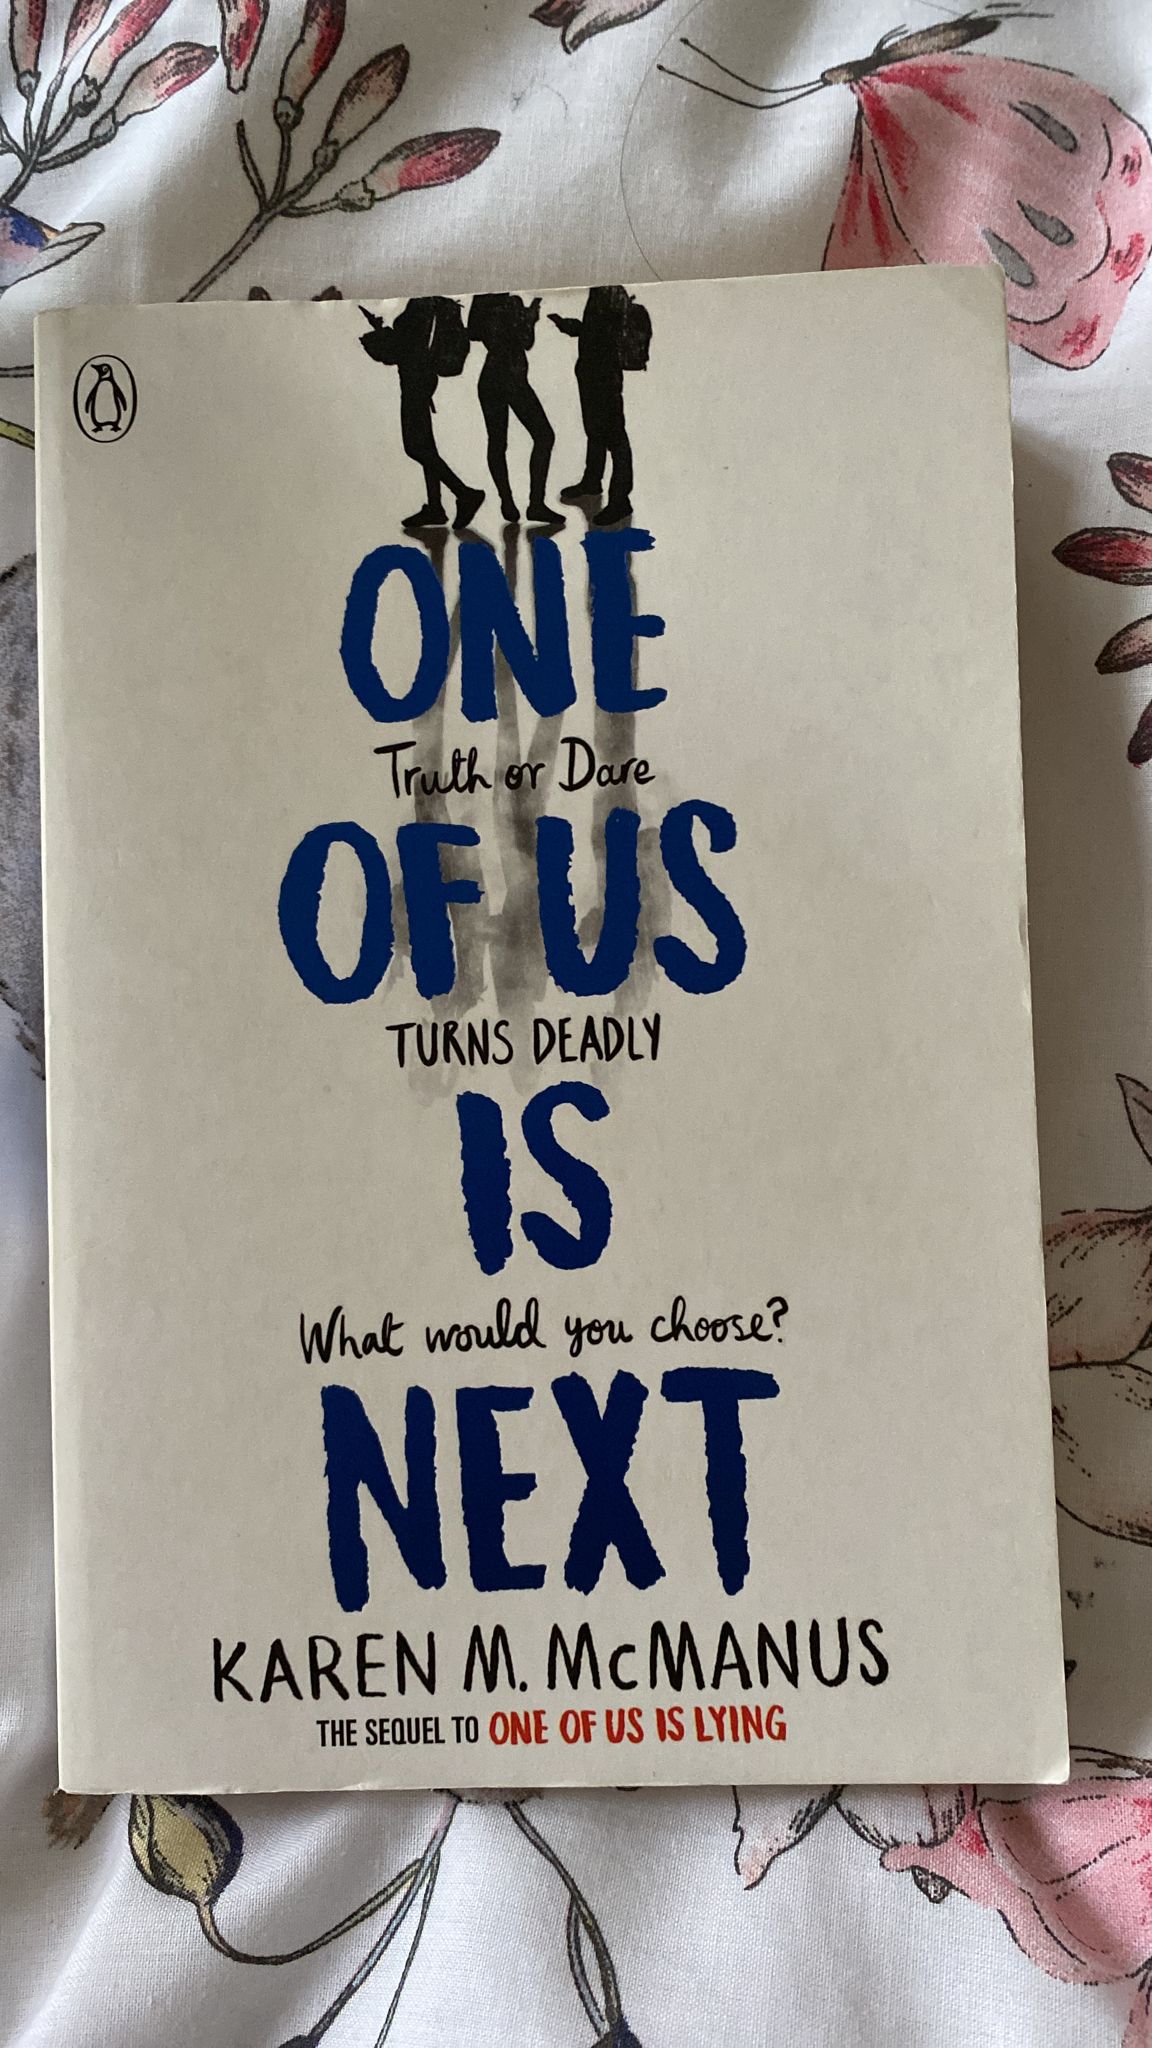 ONE
Truth or Dare
OF US
TURNS DEADLY
IS
What would you choose?
NEXT
KAREN M. McMANUS
THE SEQUEL TO ONE OF US IS LYING